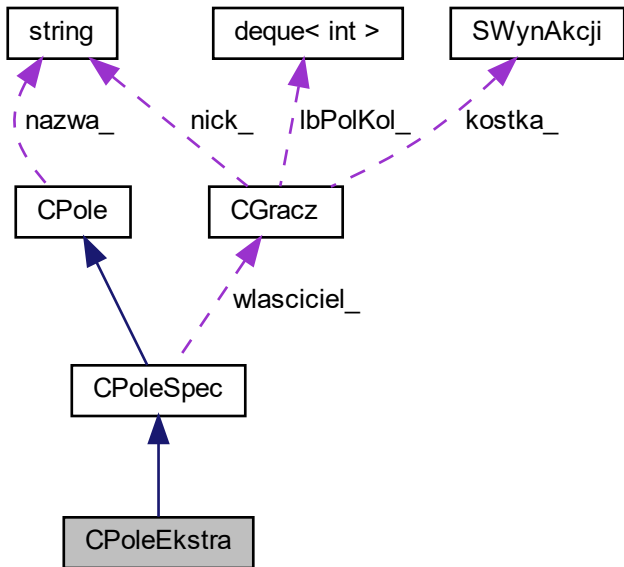 string
deque< int >
SWynAkcji
nazwa_
nick_
lbPolKol_
kostka_
CPole
CGracz
wlasciciel_
CPoleSpec
CPoleEkstra